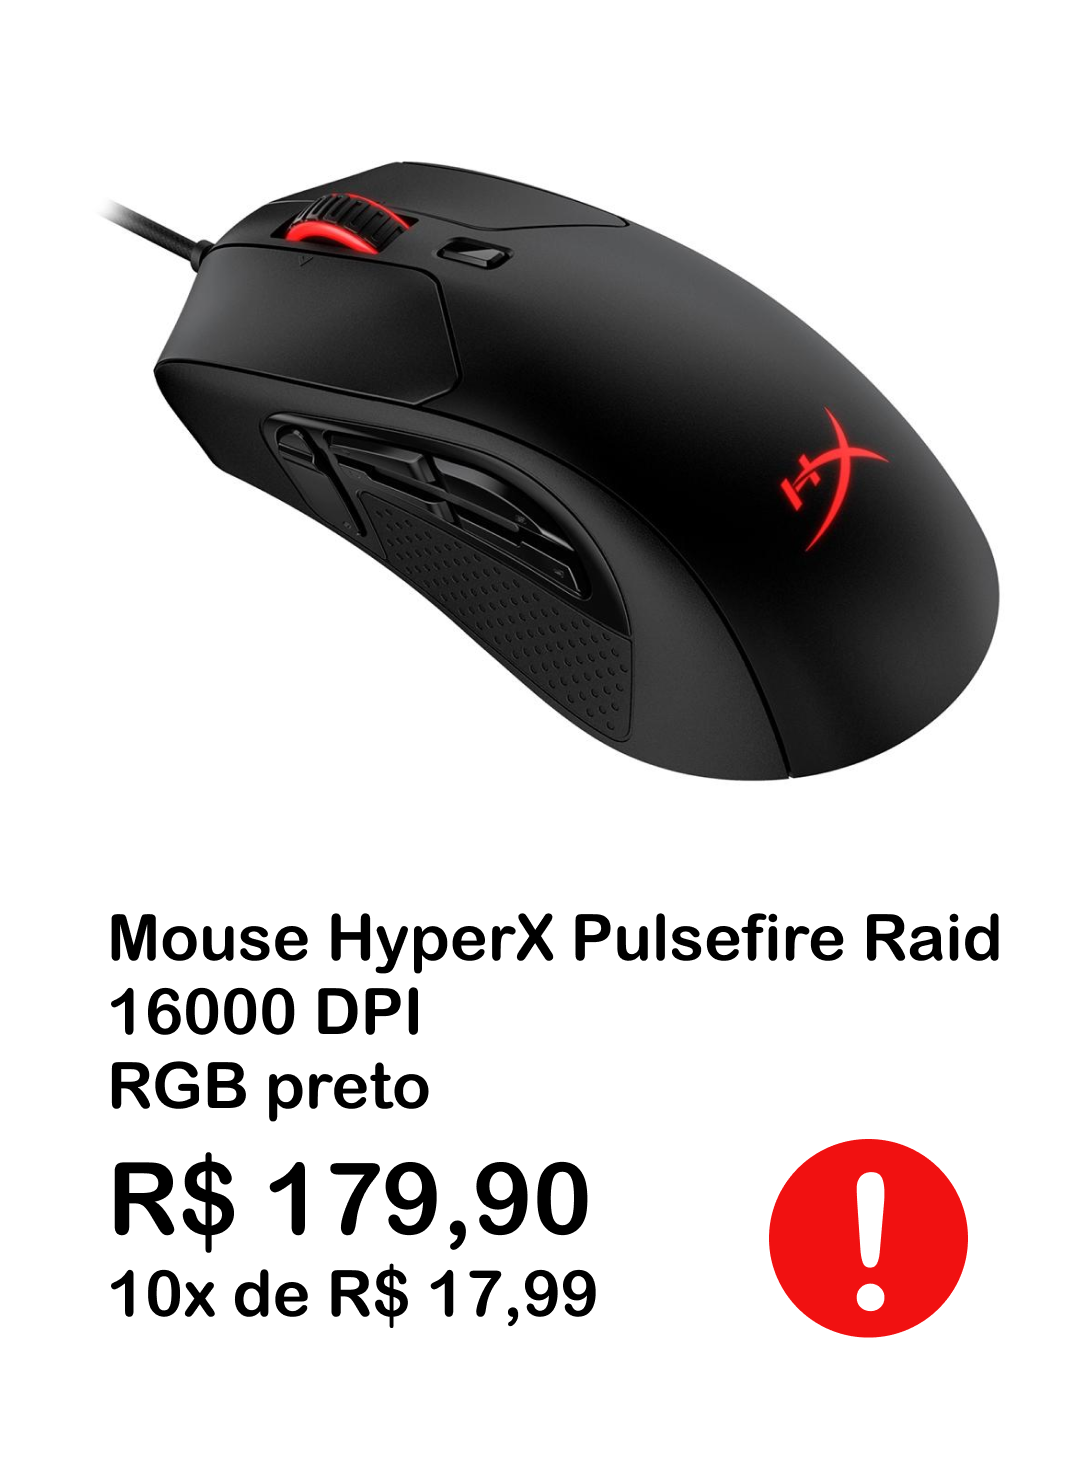 Mouse HyperX Pulsefire Raid
16000 DPI
RGB preto
R$ 179,90
10x de R$ 17,99
!